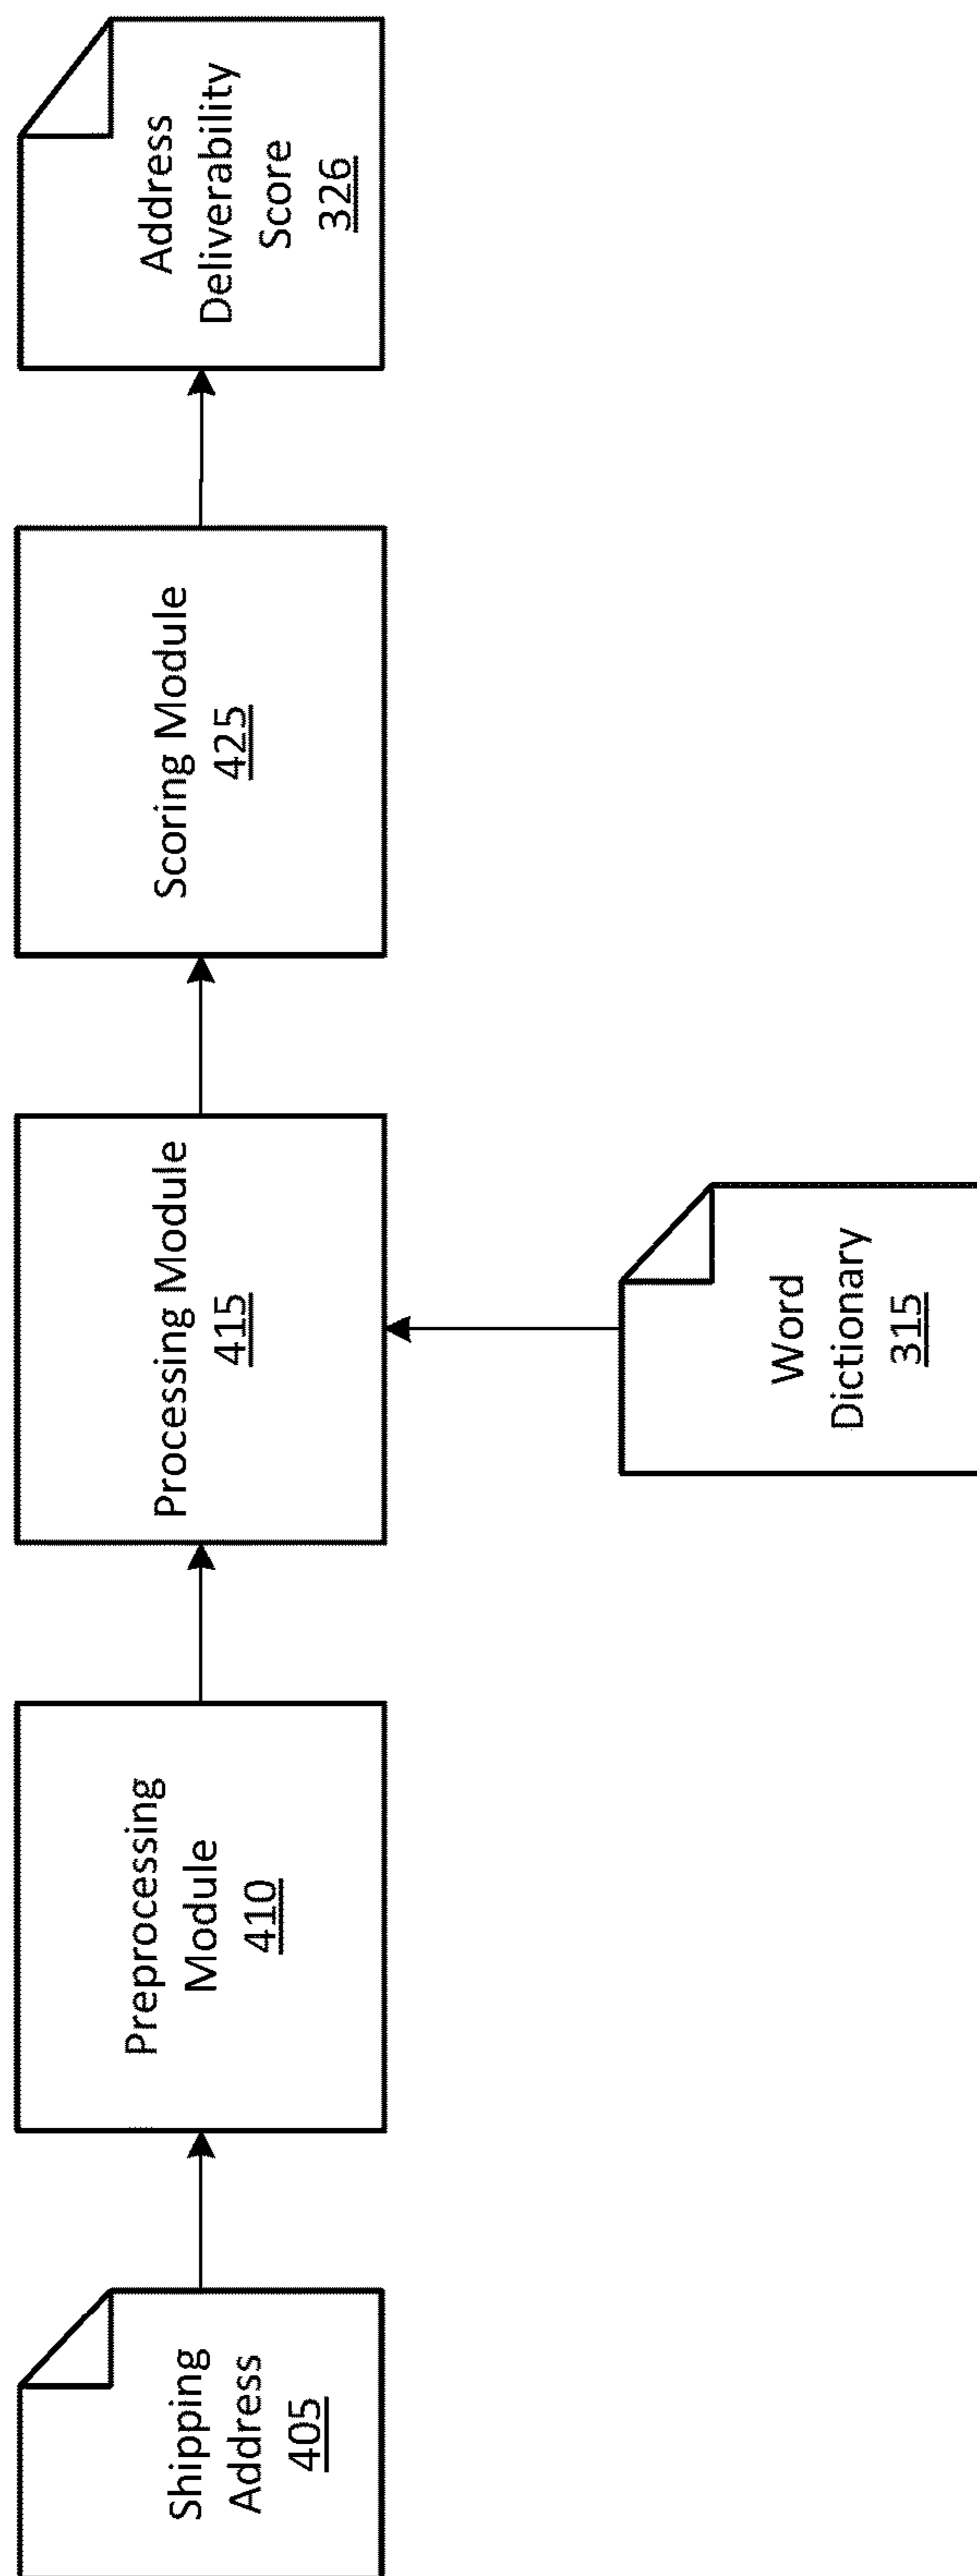 Shipping
Address
405
Preprocessing
Module
410
Processing Module
415
Word
Dictionary
315
Scoring Module
425
Address
Deliverability
Score
326